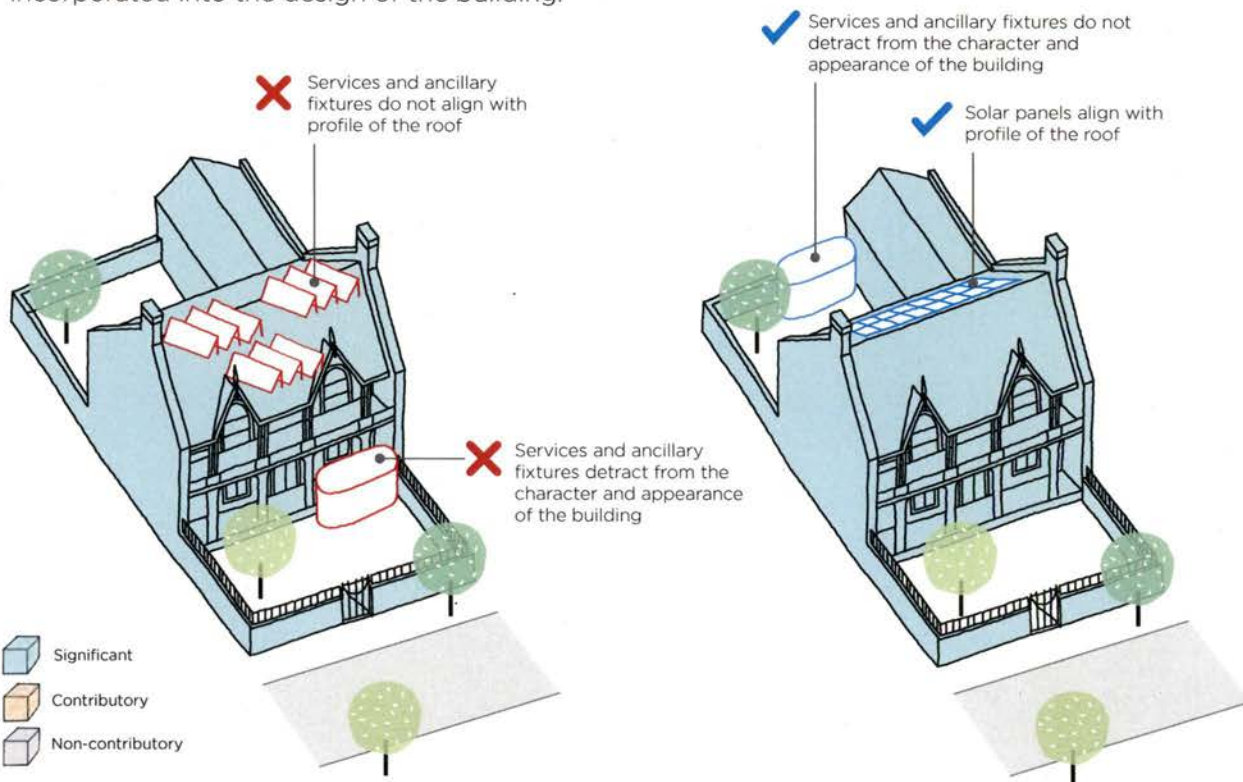 incorporated into the design of the building.
Services and ancillary
fixtures do not align with
profile of the roof
Services and ancillary fixtures do not
detract from the character and
appearance of the building
Solar panels align with
profile of the roof
Services and ancillary
fixtures detract from the
character and appearance
of the building
Significant
Contributory
Non-contributory